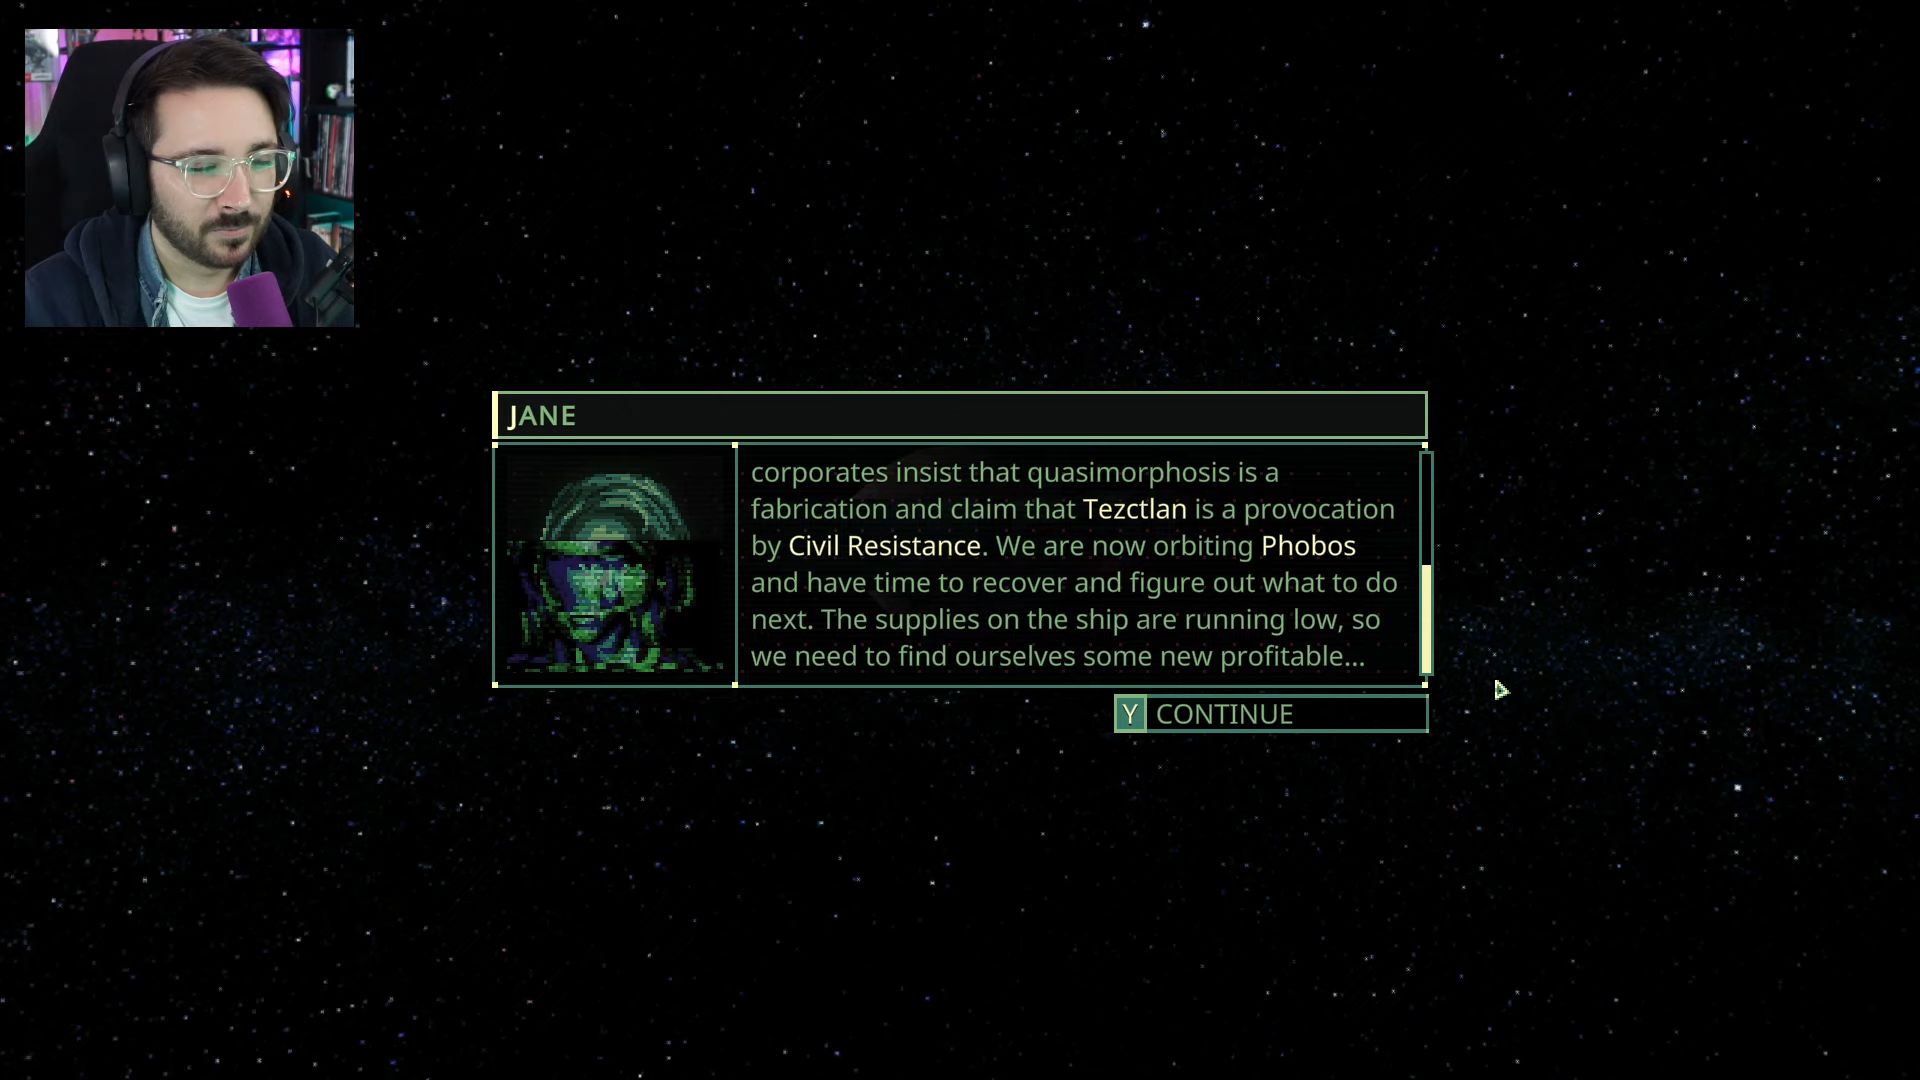 JANE
corporates insist that quasimorphosis is a
fabrication and claim that Tezctlan is a provocation
by Civil Resistance. We are now orbiting Phobos
and have time to recover and figure out what to do
next. The supplies on the ship are running low, so
we need to find ourselves some new profitable...
Y CONTINUE